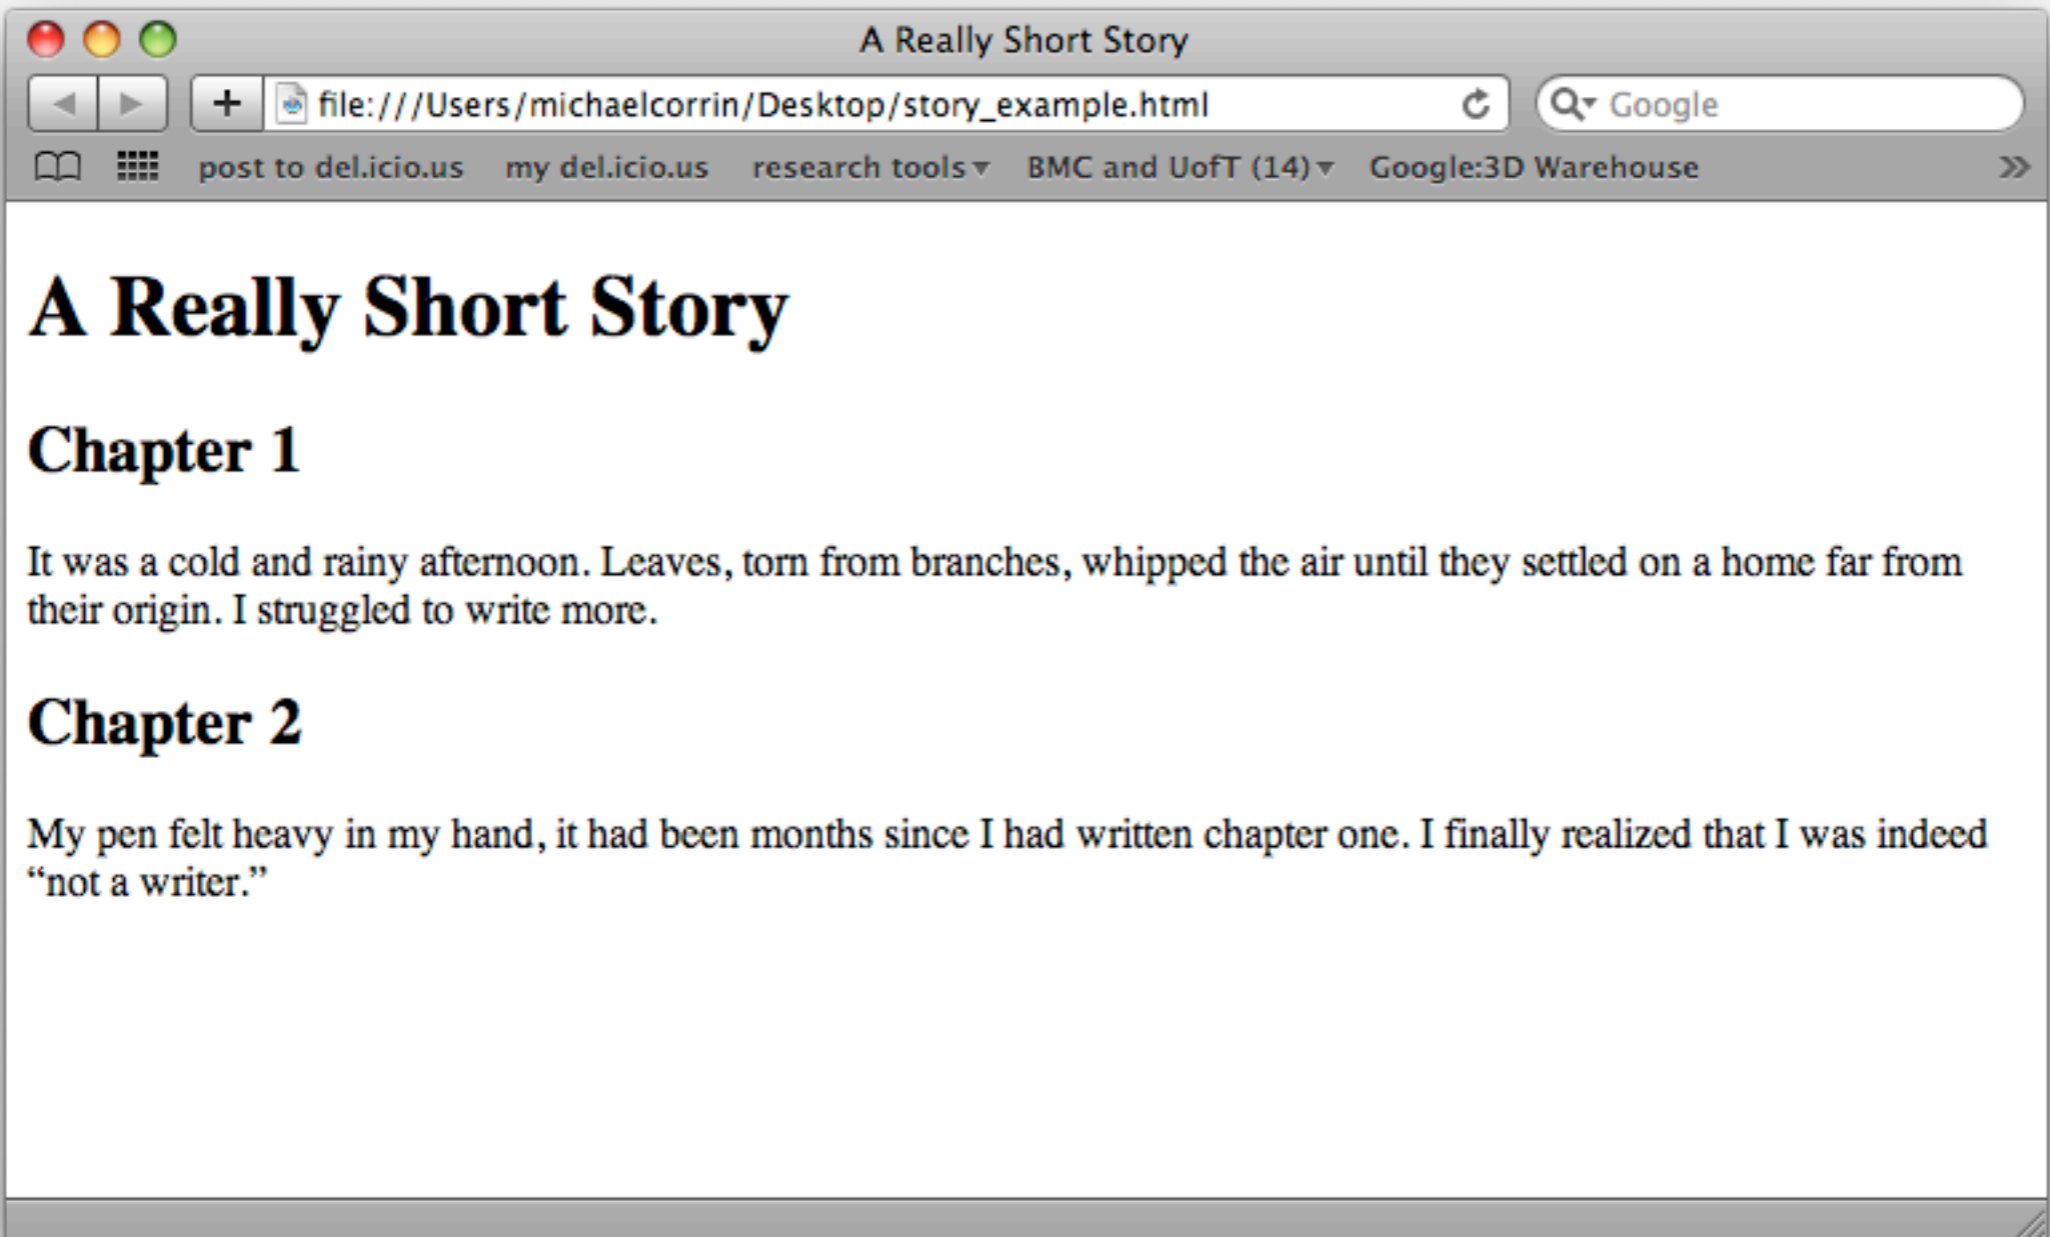 A Really Short Story
file:///Users/michaelcorrin/Desktop/story_example.html
Google
post to del.icio.us my del.icio.us research tools BMC and UofT (14) Google:3D Warehouse
A Really Short Story
Chapter 1
It was a cold and rainy afternoon. Leaves, torn from branches, whipped the air until they settled on a home far from
their origin. I struggled to write more.
Chapter 2
My pen felt heavy in my hand, it had been months since I had written chapter one. I finally realized that I was indeed
“not a writer.”